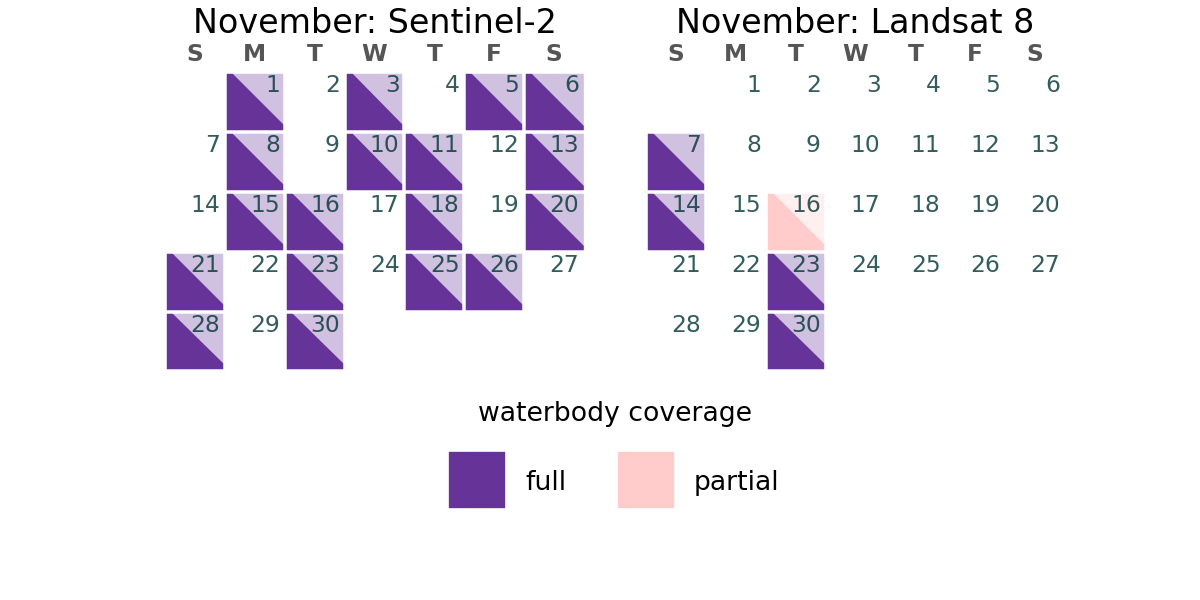 November: Sentinel-2
S M T W T F S
1 2 3 4 5 6
7 8 9 10 11 12 13
14 15 16 17 18 19 20
21 22 23 24 25 26 27
28 29 30
November: Landsat 8
S M T W T F S
1 2 3 4 5 6
7 8 9 10 11 12 13
14 15 16 17 18 19 20
21 22 23 24 25 26 27
28 29 30
waterbody coverage
full partial